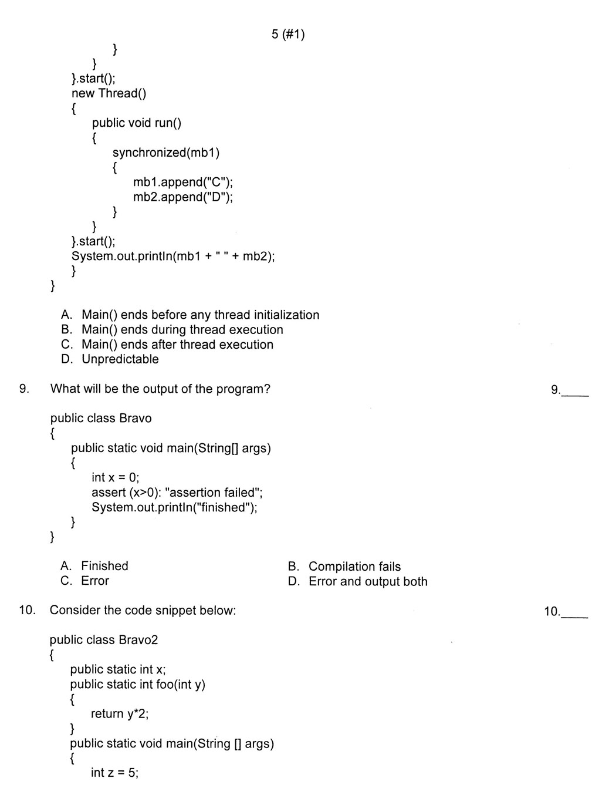 5 (#1)
}
}
}.start();
new Thread()
{
public void run()
{
synchronized(mb1)
{
mb1.append("C");
mb2.append("D");
}
}
}.start();
System.out.println(mb1 + " " + mb2);
}
}
A. Main() ends before any thread initialization
B. Main() ends during thread execution
C. Main() ends after thread execution
D. Unpredictable
9. What will be the output of the program? 9.____
public class Bravo
{
public static void main(String[] args)
{
int x = 0;
assert (x>0): "assertion failed";
System.out.println("finished");
}
}
A. Finished B. Compilation fails
C. Error D. Error and output both
10. Consider the code snippet below: 10.____
public class Bravo2
{
public static int x;
public static int foo(int y)
{
return y*2;
}
public static void main(String [] args)
{
int z = 5;